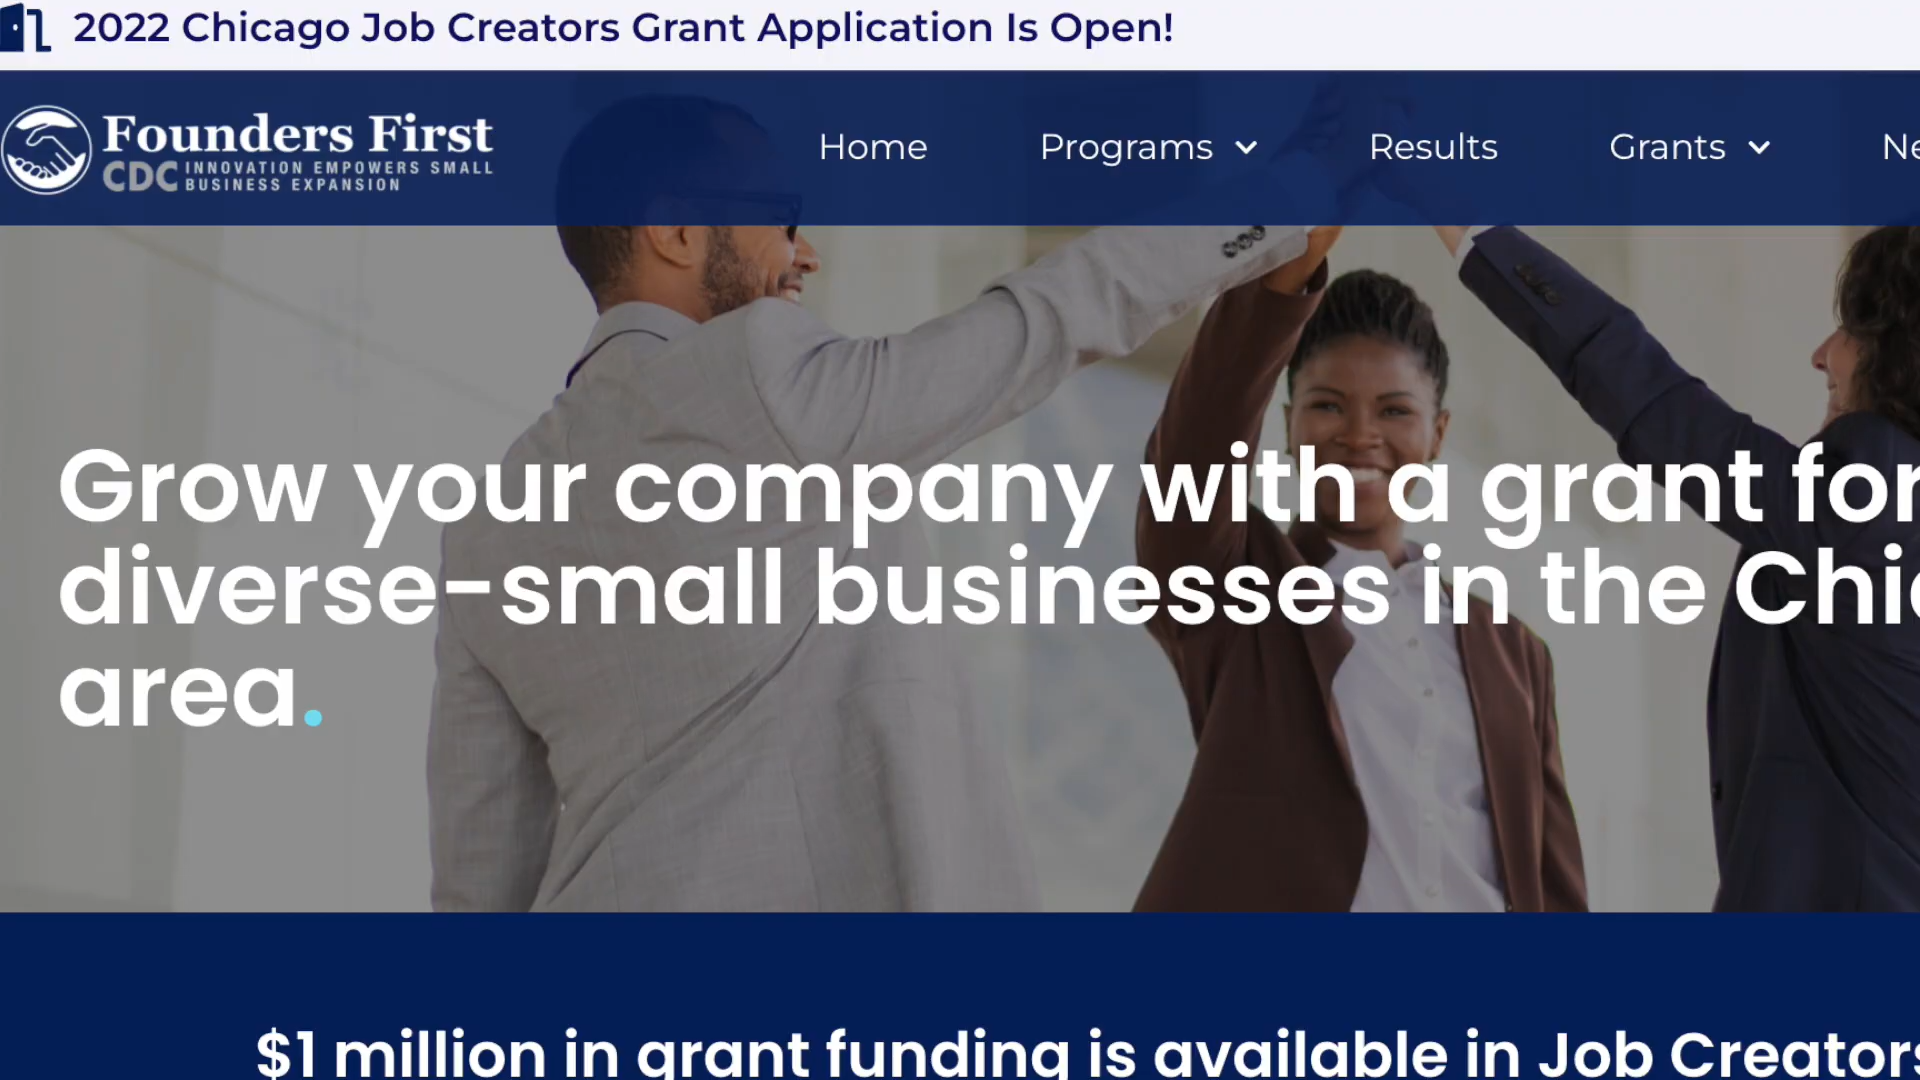 2022 Chicago Job Creators Grant Application Is Open!
Founders First
CDC INNOVATION EMPOWERS SMALL
BUSINESS EXPANSION
Home
Programs
Results
Grants
Grow your company with a grant for
diverse-small businesses in the
area.
$1 million in grant funding is available in Job Creators